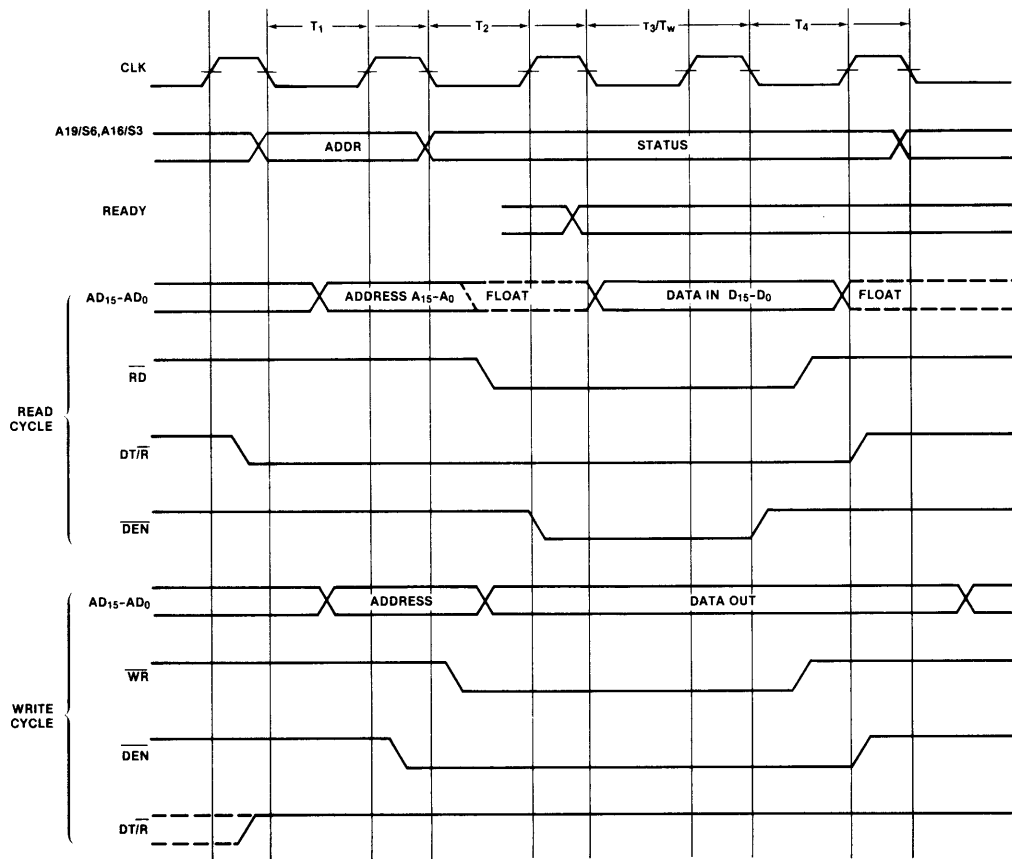 T1 T2 T3/TW T4
CLK
A19/S6,A16/S3
ADDR STATUS
READY
AD15–AD0 ADDRESS A15–A0 FLOAT DATA IN D15–D0 FLOAT
RD
READ
CYCLE
DT/R
DEN
AD15–AD0 ADDRESS DATA OUT
WR
WRITE
CYCLE
DEN
DT/R